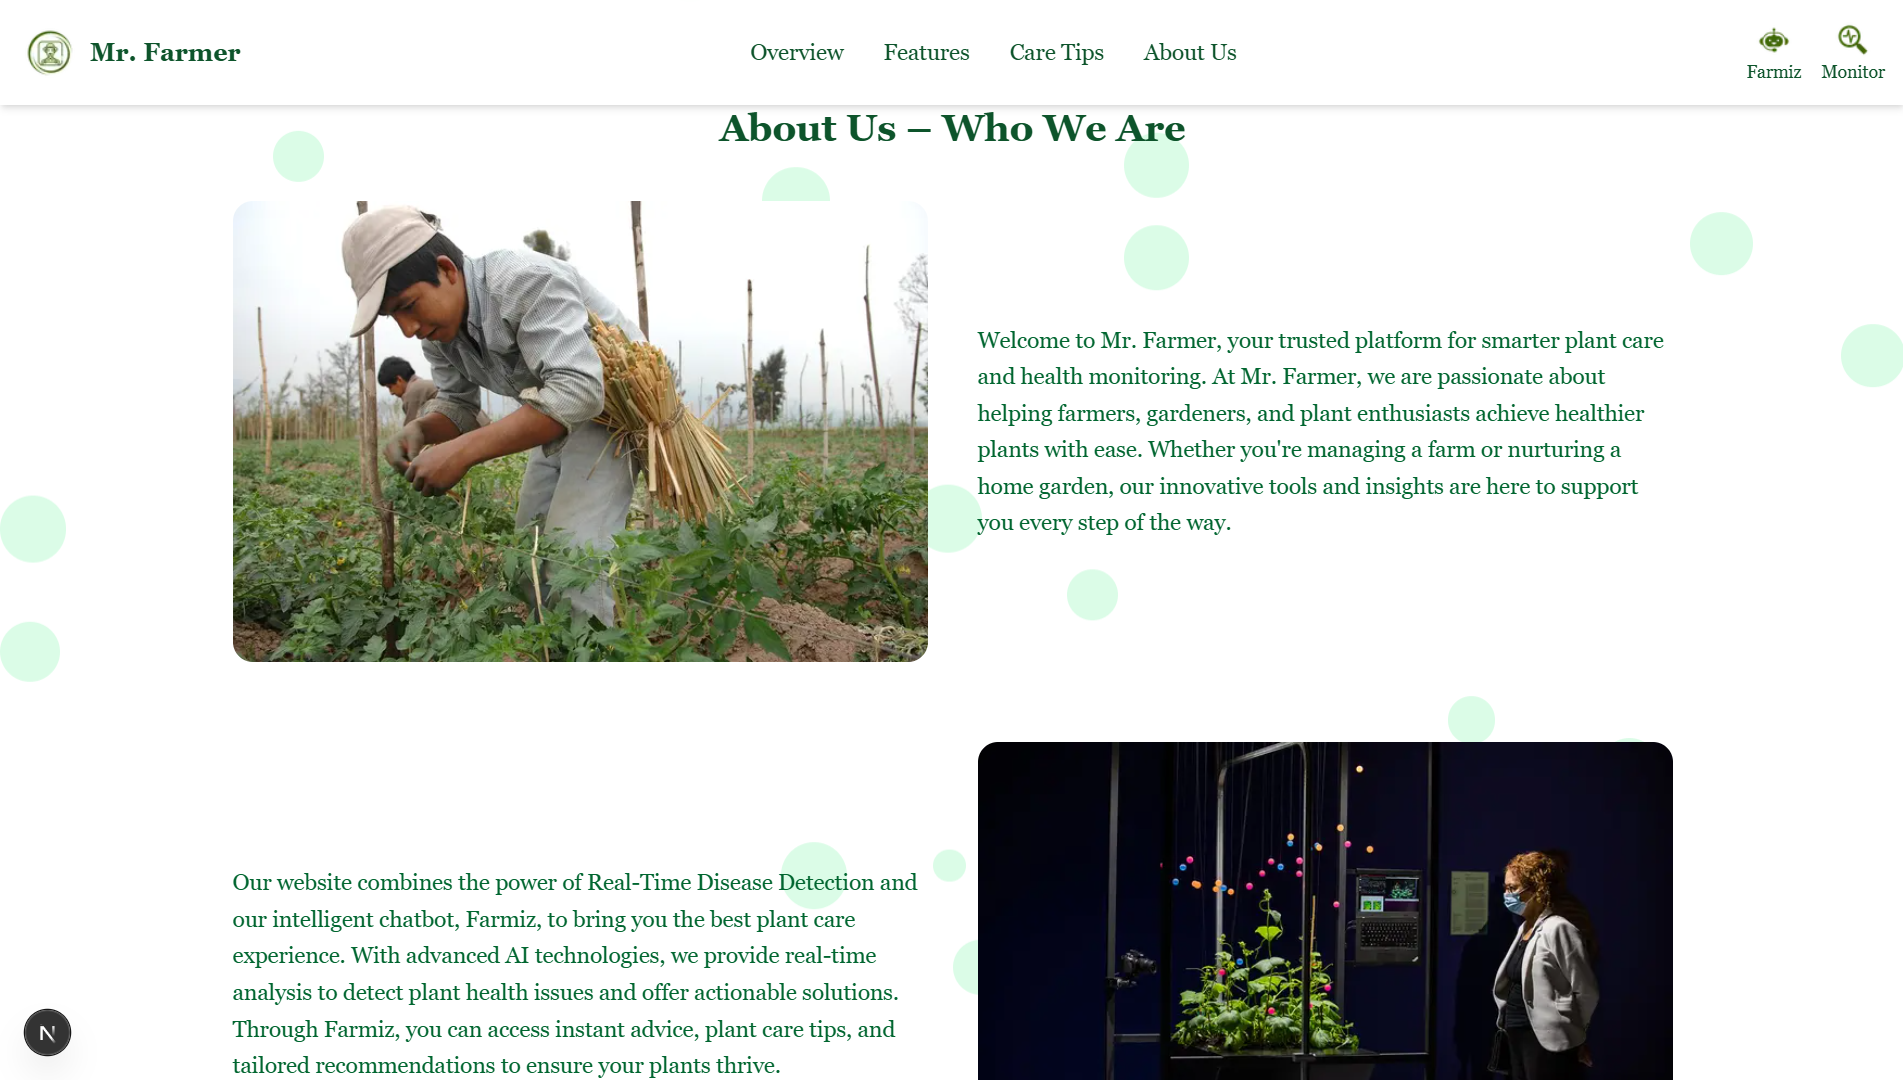 Mr. Farmer
Overview
Features
Care Tips
About Us
Farmiz
Monitor
About Us – Who We Are
Welcome to Mr. Farmer, your trusted platform for smarter plant care
and health monitoring. At Mr. Farmer, we are passionate about
helping farmers, gardeners, and plant enthusiasts achieve healthier
plants with ease. Whether you're managing a farm or nurturing a
home garden, our innovative tools and insights are here to support
you every step of the way.
Our website combines the power of Real-Time Disease Detection and
our intelligent chatbot, Farmiz, to bring you the best plant care
experience. With advanced AI technologies, we provide real-time
analysis to detect plant health issues and offer actionable solutions.
Through Farmiz, you can access instant advice, plant care tips, and
tailored recommendations to ensure your plants thrive.
N